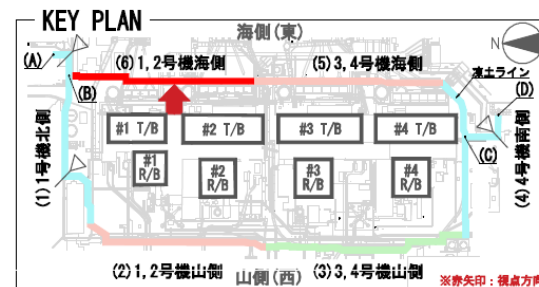 KEY PLAN
海側(東)
N
(A)
(6)1,2号機海側
(5)3,4号機海側
凍土ライン
(B)
(D)
#1 T/B
#2 T/B
#3 T/B
#4 T/B
(1)1号機北側
#1
R/B
#2
R/B
#3
R/B
#4
R/B
(C)
(4)4号機南側
(2)1,2号機山側
山側(西)
(3)3,4号機山側
※赤矢印:視点方向